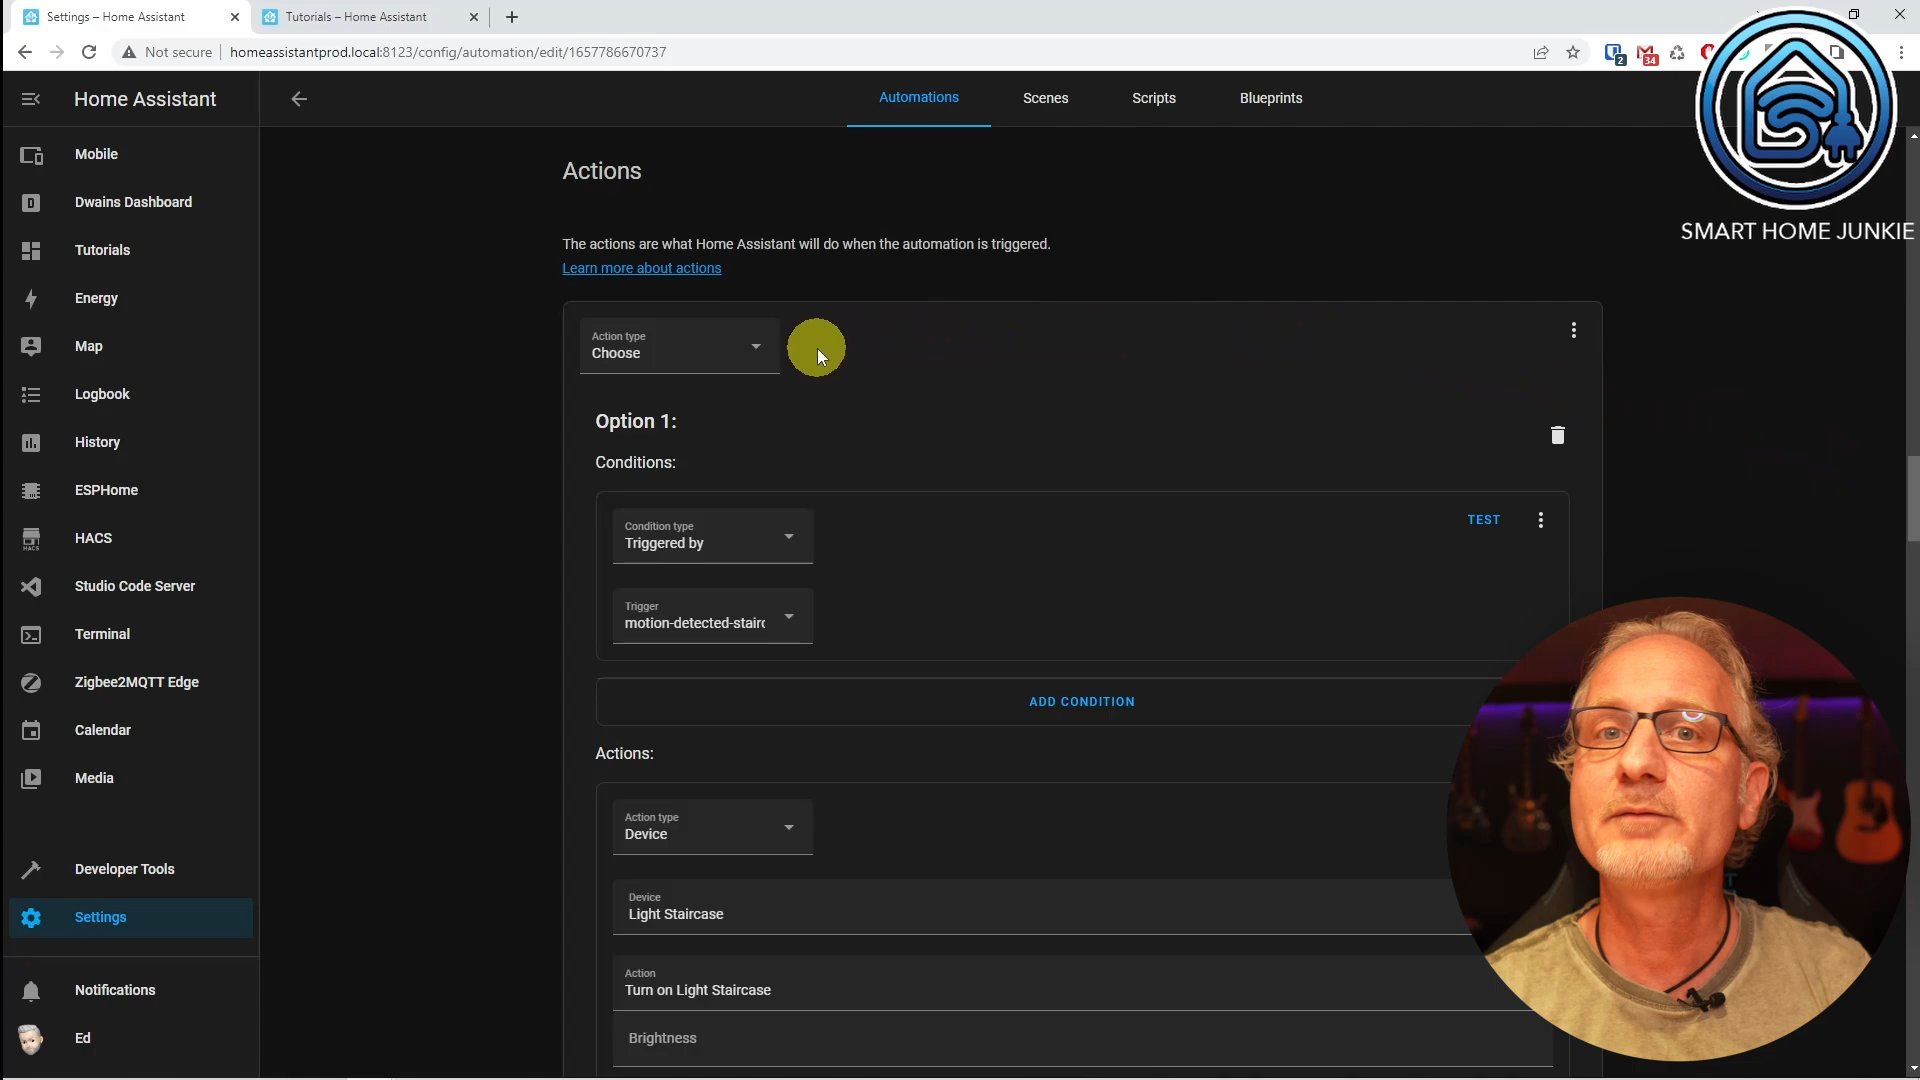 Settings – Home Assistant
Tutorials – Home Assistant
Not secure
homeassistantprod.local:8123/config/automation/edit/1657786670737
2
34
Home Assistant
Automations
Scenes
Scripts
Blueprints
SMART HOME JUNKIE
Mobile
Dwains Dashboard
Tutorials
Energy
Map
Logbook
History
ESPHome
HACS
HACS
Studio Code Server
Terminal
Zigbee2MQTT Edge
Calendar
Media
Developer Tools
Settings
Notifications
Ed
Actions
The actions are what Home Assistant will do when the automation is triggered.
Learn more about actions
Action type
Choose
Option 1:
Conditions:
Condition type
Triggered by
TEST
Trigger
motion-detected-stairc
ADD CONDITION
Actions:
Action type
Device
Device
Light Staircase
Action
Turn on Light Staircase
Brightness